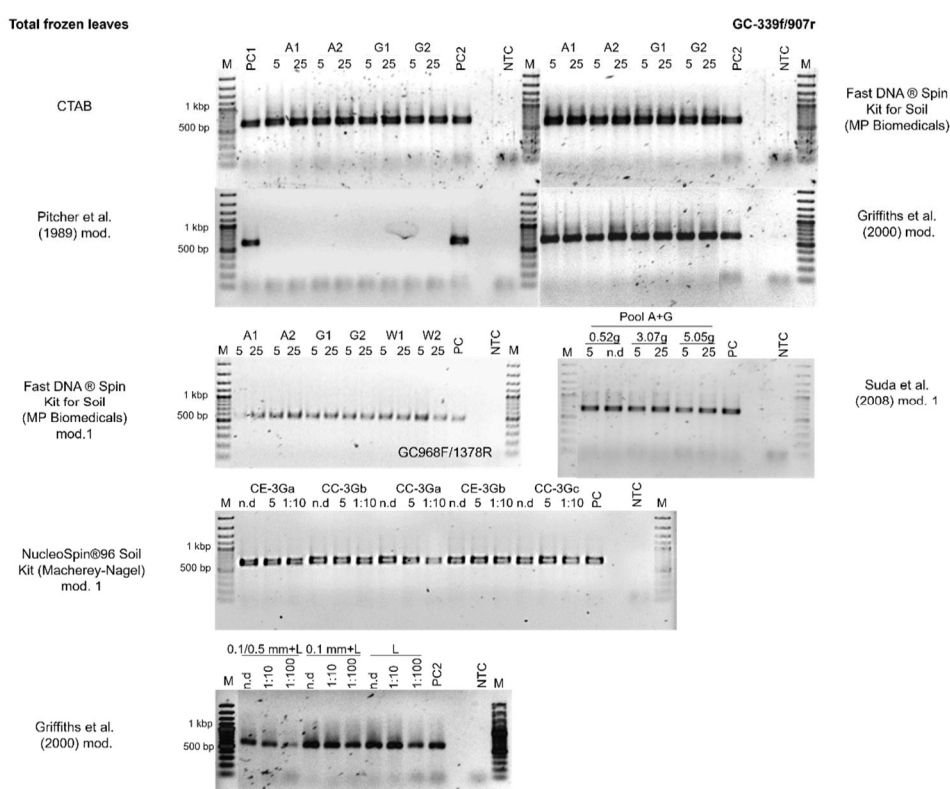 Total frozen leaves
GC-339f/907r
A1 A2 G1 G2
M PC1 5 25 5 25 5 25 5 25 PC2 NTC
A1 A2 G1 G2
5 25 5 25 5 25 5 25 PC2 NTC M
CTAB
1 kbp
500 bp
Fast DNA ® Spin
Kit for Soil
(MP Biomedicals)
Pitcher et al.
(1989) mod.
1 kbp
500 bp
Griffiths et al.
(2000) mod.
A1 A2 G1 G2 W1 W2
M 5 25 5 25 5 25 5 25 5 25 5 25 PC NTC M
Pool A+G
0.52g 3.07g 5.05g
M 5 n.d 5 25 5 25 PC NTC
Fast DNA ® Spin
Kit for Soil
(MP Biomedicals)
mod.1
1 kbp
500 bp
GC968F/1378R
Suda et al.
(2008) mod. 1
CE-3Ga CC-3Gb CC-3Ga CE-3Gb CC-3Gc
M n.d 5 1:10 n.d 5 1:10 n.d 5 1:10 n.d 5 1:10 n.d 5 1:10 PC NTC M
NucleoSpin®96 Soil
Kit (Macherey-Nagel)
mod. 1
1 kbp
500 bp
0.1/0.5 mm+L 0.1 mm+L L
M n.d 1:10 1:100 n.d 1:10 1:100 n.d 1:10 1:100 PC2 NTC M
Griffiths et al.
(2000) mod.
1 kbp
500 bp